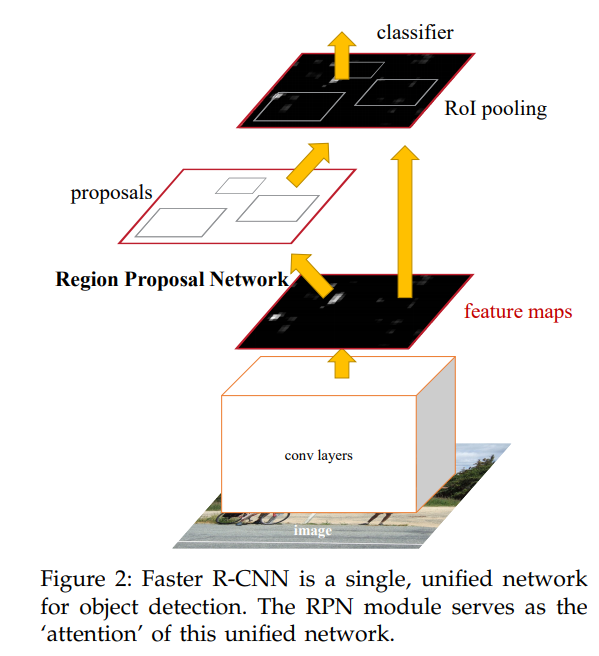 classifier
RoI pooling
proposals
Region Proposal Network
feature maps
conv layers
image
Figure 2: Faster R-CNN is a single, unified network
for object detection. The RPN module serves as the
‘attention’ of this unified network.